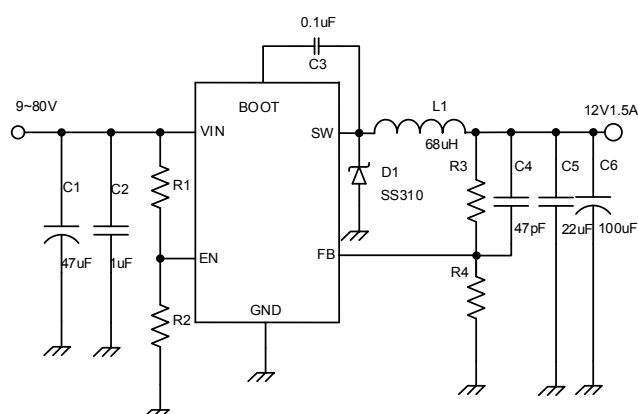 0.1uF
C3
9~80V
BOOT
L1
12V1.5A
VIN
SW
68uH
C1
C2
R1
D1
SS310
R3
C4
C5
C6
47uF
1uF
EN
FB
47pF
22uF
100uF
R2
GND
R4